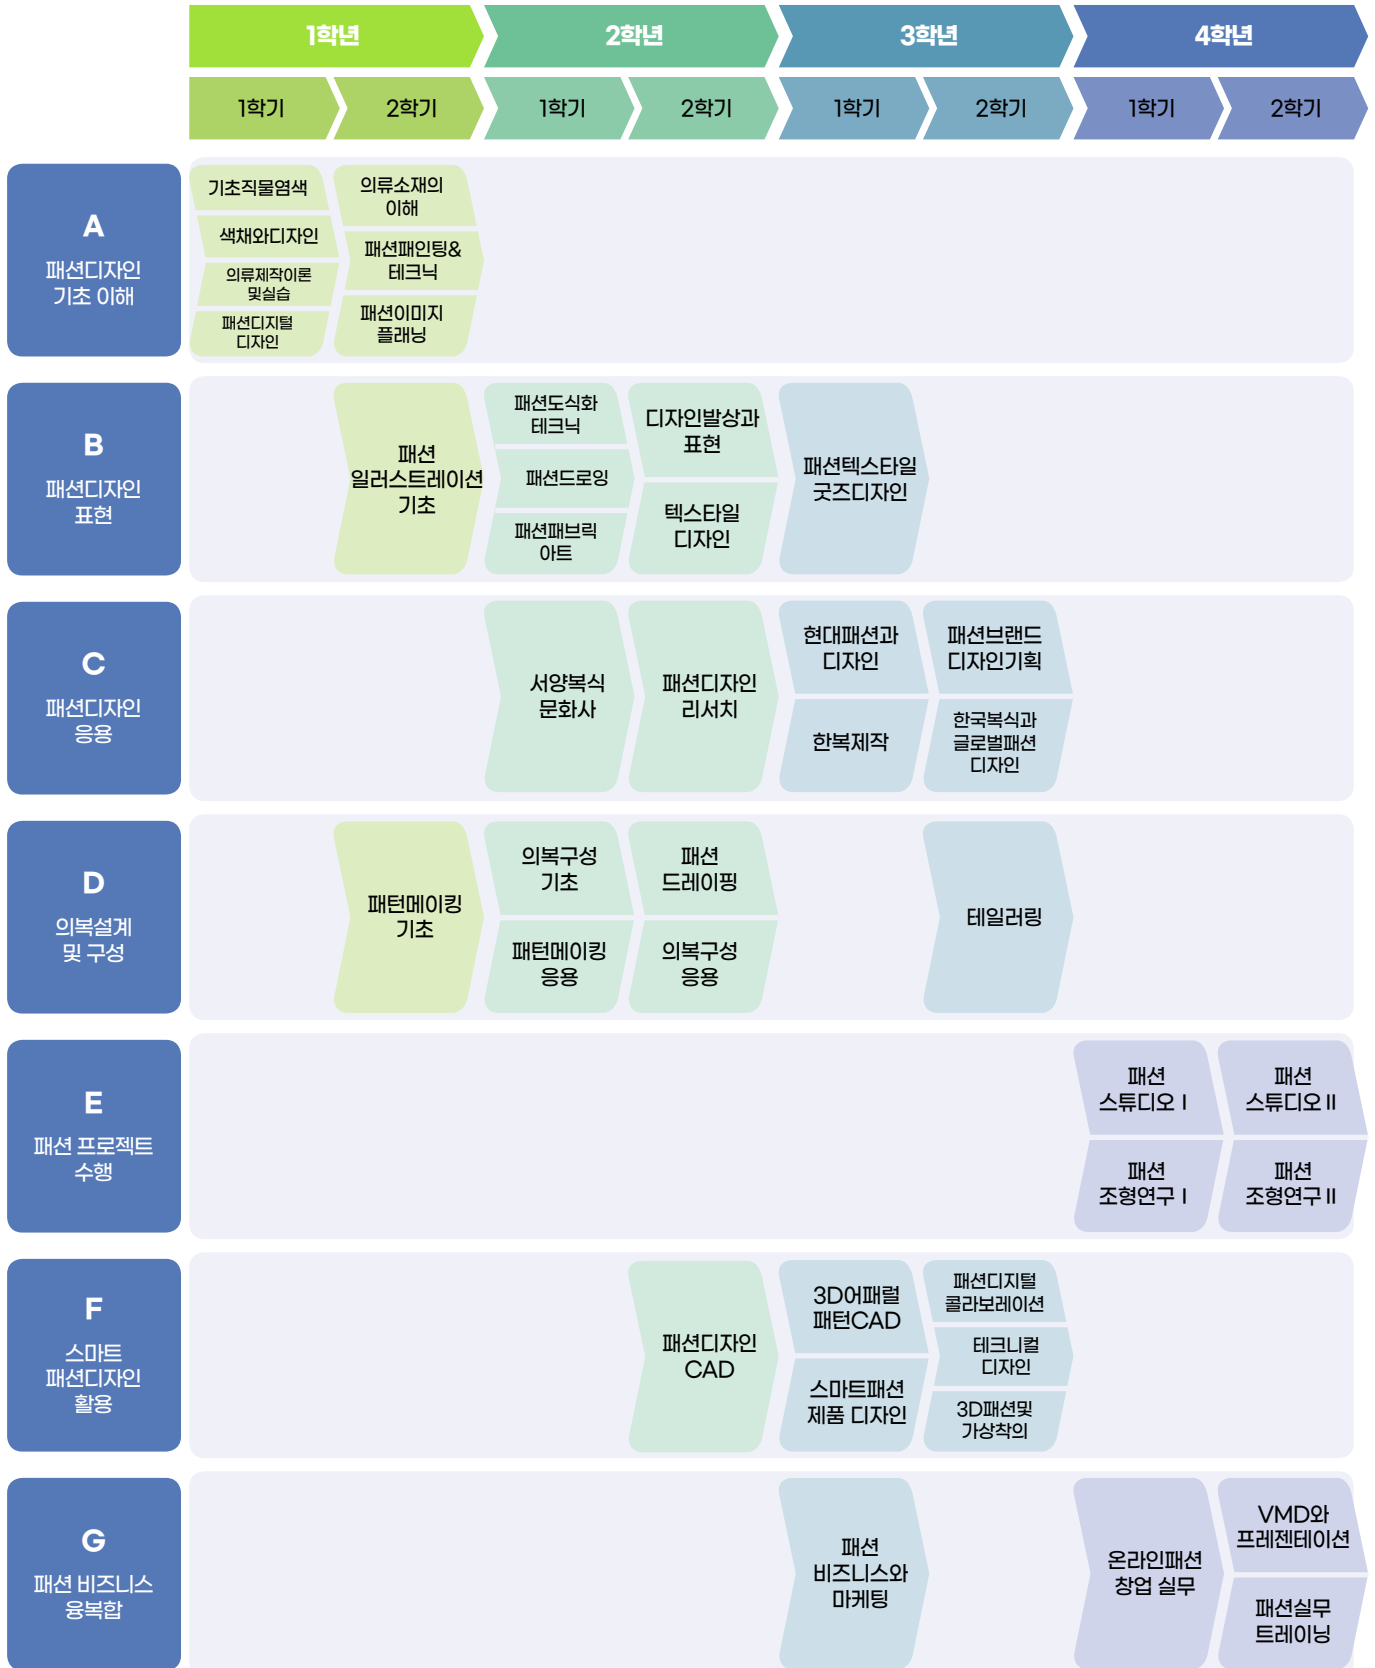 1학년
2학년
3학년
4학년
1학기
2학기
1학기
2학기
1학기
2학기
1학기
2학기
A
패션디자인
기초 이해
기초직물염색
색채와디자인
의류제작이론
및실습
패션디지털
디자인
의류소재의
이해
패션패인팅&
테크닉
패션이미지
플래닝
B
패션디자인
표현
패션
일러스트레이션
기초
패션도식화
테크닉
패션드로잉
패션패브릭
아트
디자인발상과
표현
텍스타일
디자인
패션텍스타일
굿즈디자인
C
패션디자인
응용
서양복식
문화사
패션디자인
리서치
현대패션과
디자인
한복제작
패션브랜드
디자인기획
한국복식과
글로벌패션
디자인
D
의복설계
및 구성
패턴메이킹
기초
의복구성
기초
패턴메이킹
응용
패션
드레이핑
의복구성
응용
테일러링
E
패션 프로젝트
수행
패션
스튜디오 I
패션
조형연구 I
패션
스튜디오 II
패션
조형연구 II
F
스마트
패션디자인
활용
패션디자인
CAD
3D어패럴
패턴CAD
스마트패션
제품 디자인
패션디지털
콜라보레이션
테크니컬
디자인
3D패션및
가상착의
G
패션 비즈니스
융복합
패션
비즈니스와
마케팅
온라인패션
창업 실무
VMD와
프레젠테이션
패션실무
트레이닝